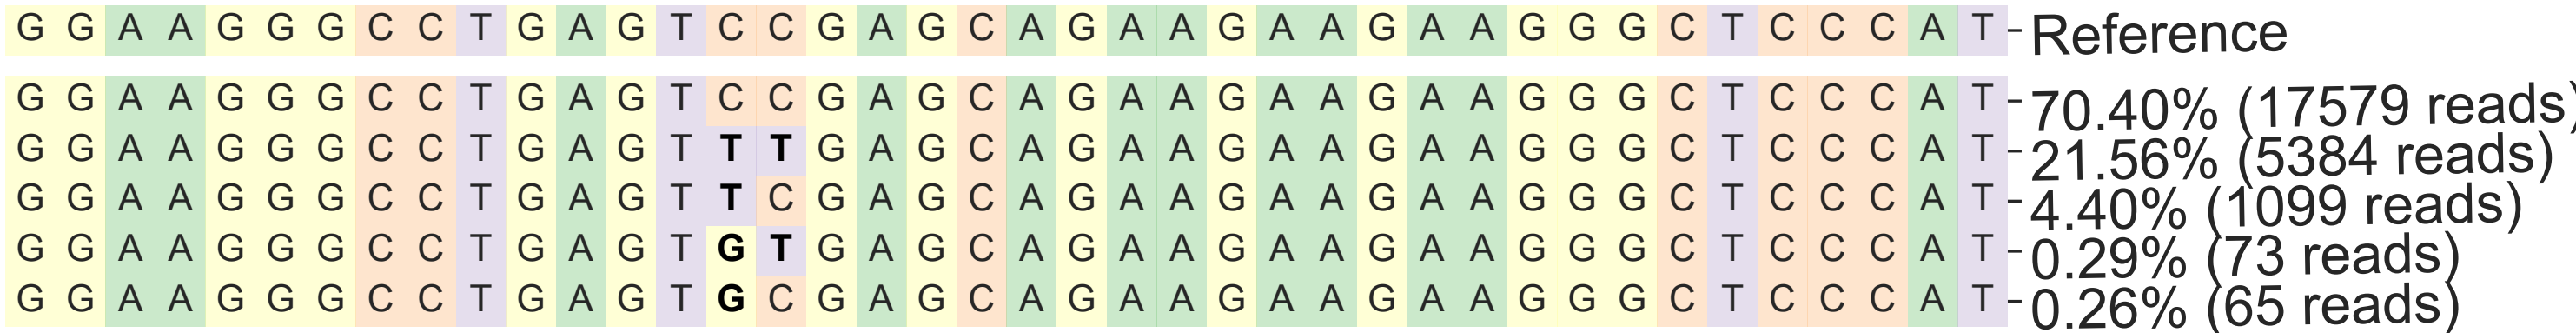 G G A A G G G C C T G A G T C C G A G C A G A A G A A G A A G G G C T C C C A T Reference
G G A A G G G C C T G A G T C C G A G C A G A A G A A G A A G G G C T C C C A T 70.40% (17579 reads)
G G A A G G G C C T G A G T T T G A G C A G A A G A A G A A G G G C T C C C A T 21.56% (5384 reads)
G G A A G G G C C T G A G T T C G A G C A G A A G A A G A A G G G C T C C C A T 4.40% (1099 reads)
G G A A G G G C C T G A G T G T G A G C A G A A G A A G A A G G G C T C C C A T 0.29% (73 reads)
G G A A G G G C C T G A G T G C G A G C A G A A G A A G A A G G G C T C C C A T 0.26% (65 reads)